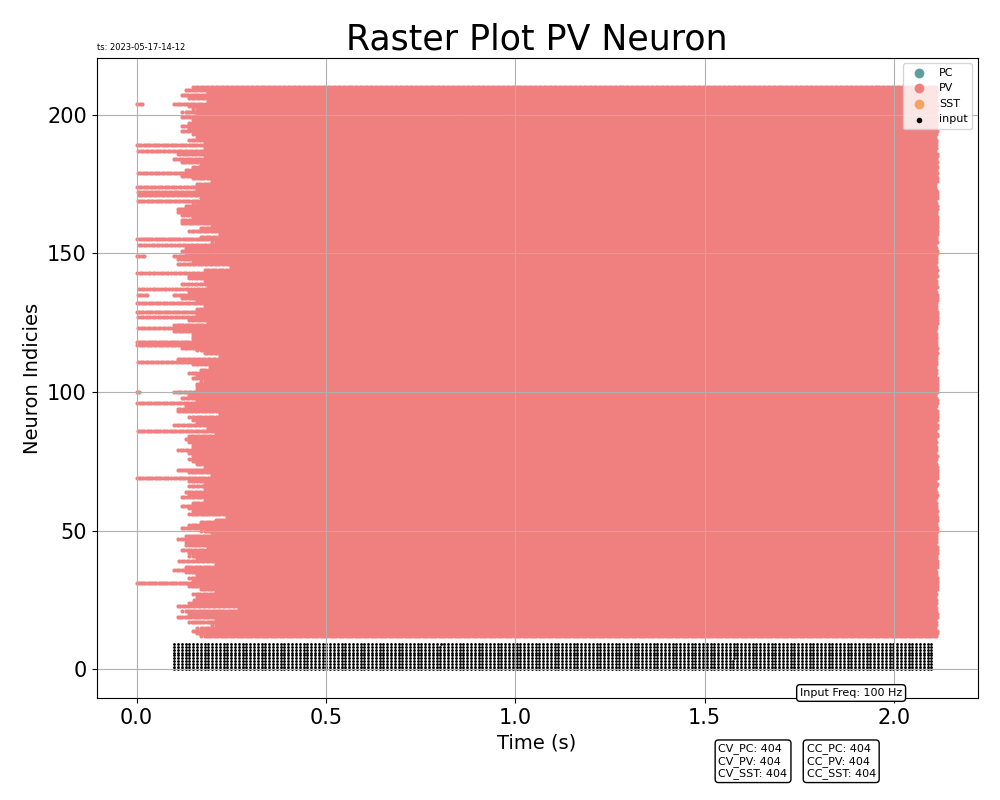 Raster Plot PV Neuron
ts: 2023-05-17-14-12
PC
PV
SST
input
200
150
100
50
0
Neuron Indicies
0.0 0.5 1.0 1.5 2.0
Time (s)
Input Freq: 100 Hz
CV_PC: 404
CV_PV: 404
CV_SST: 404
CC_PC: 404
CC_PV: 404
CC_SST: 404